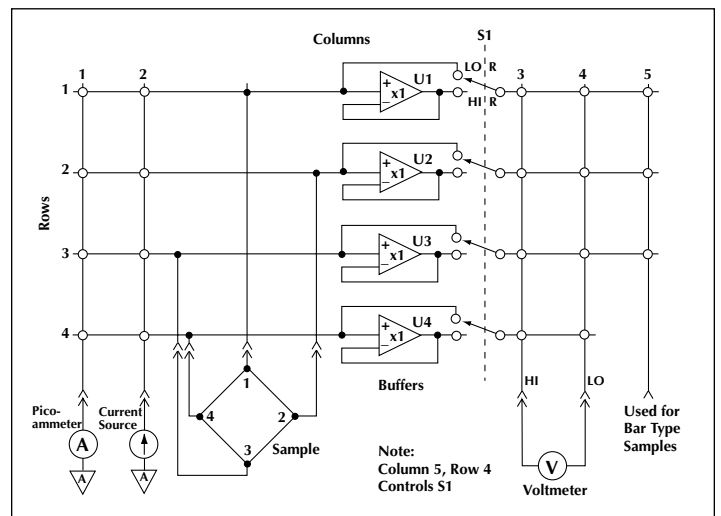 Columns
S1
1 2 3 4 5
LO R
HI R
U1
+
x1
−
1
U2
+
x1
−
2
Rows
U3
+
x1
−
3
U4
+
x1
−
4
Buffers
HI
LO
Pico-
ammeter
Current
Source
A
A
A
1
4
2
3
Sample
Note:
Column 5, Row 4
Controls S1
V
Voltmeter
Used for
Bar Type
Samples